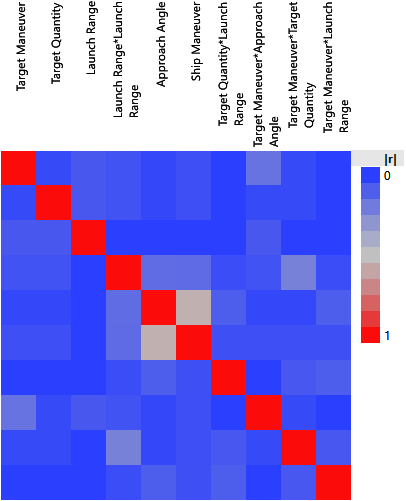 Target Maneuver
Target Quantity
Launch Range
Launch Range*Launch
Range
Approach Angle
Ship Maneuver
Target Quantity*Launch
Range
Target Maneuver*Approach
Angle
Target Maneuver*Target
Quantity
Target Maneuver*Launch
Range
|r|
0
1